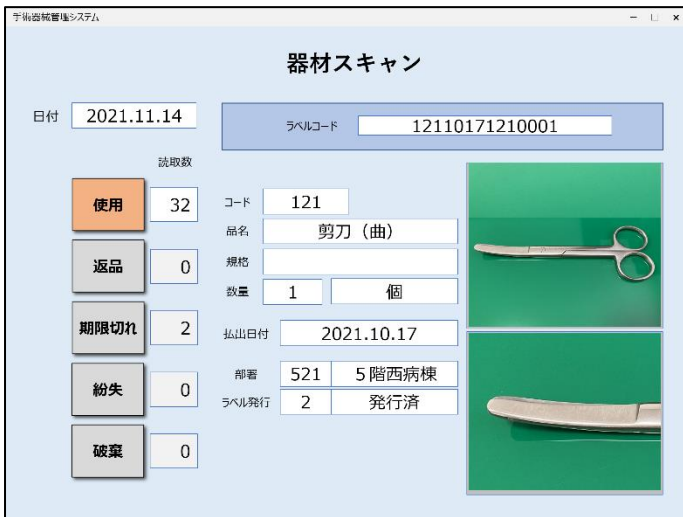 手術器械管理システム
器材スキャン
日付 2021.11.14
ラベルコード 12110171210001
読取数
使用 32
返品 0
期限切れ 2
紛失 0
破棄 0
コード 121
品名 剪刀（曲）
規格
数量 1 個
払出日付 2021.10.17
部署 521 5階西病棟
ラベル発行 2 発行済